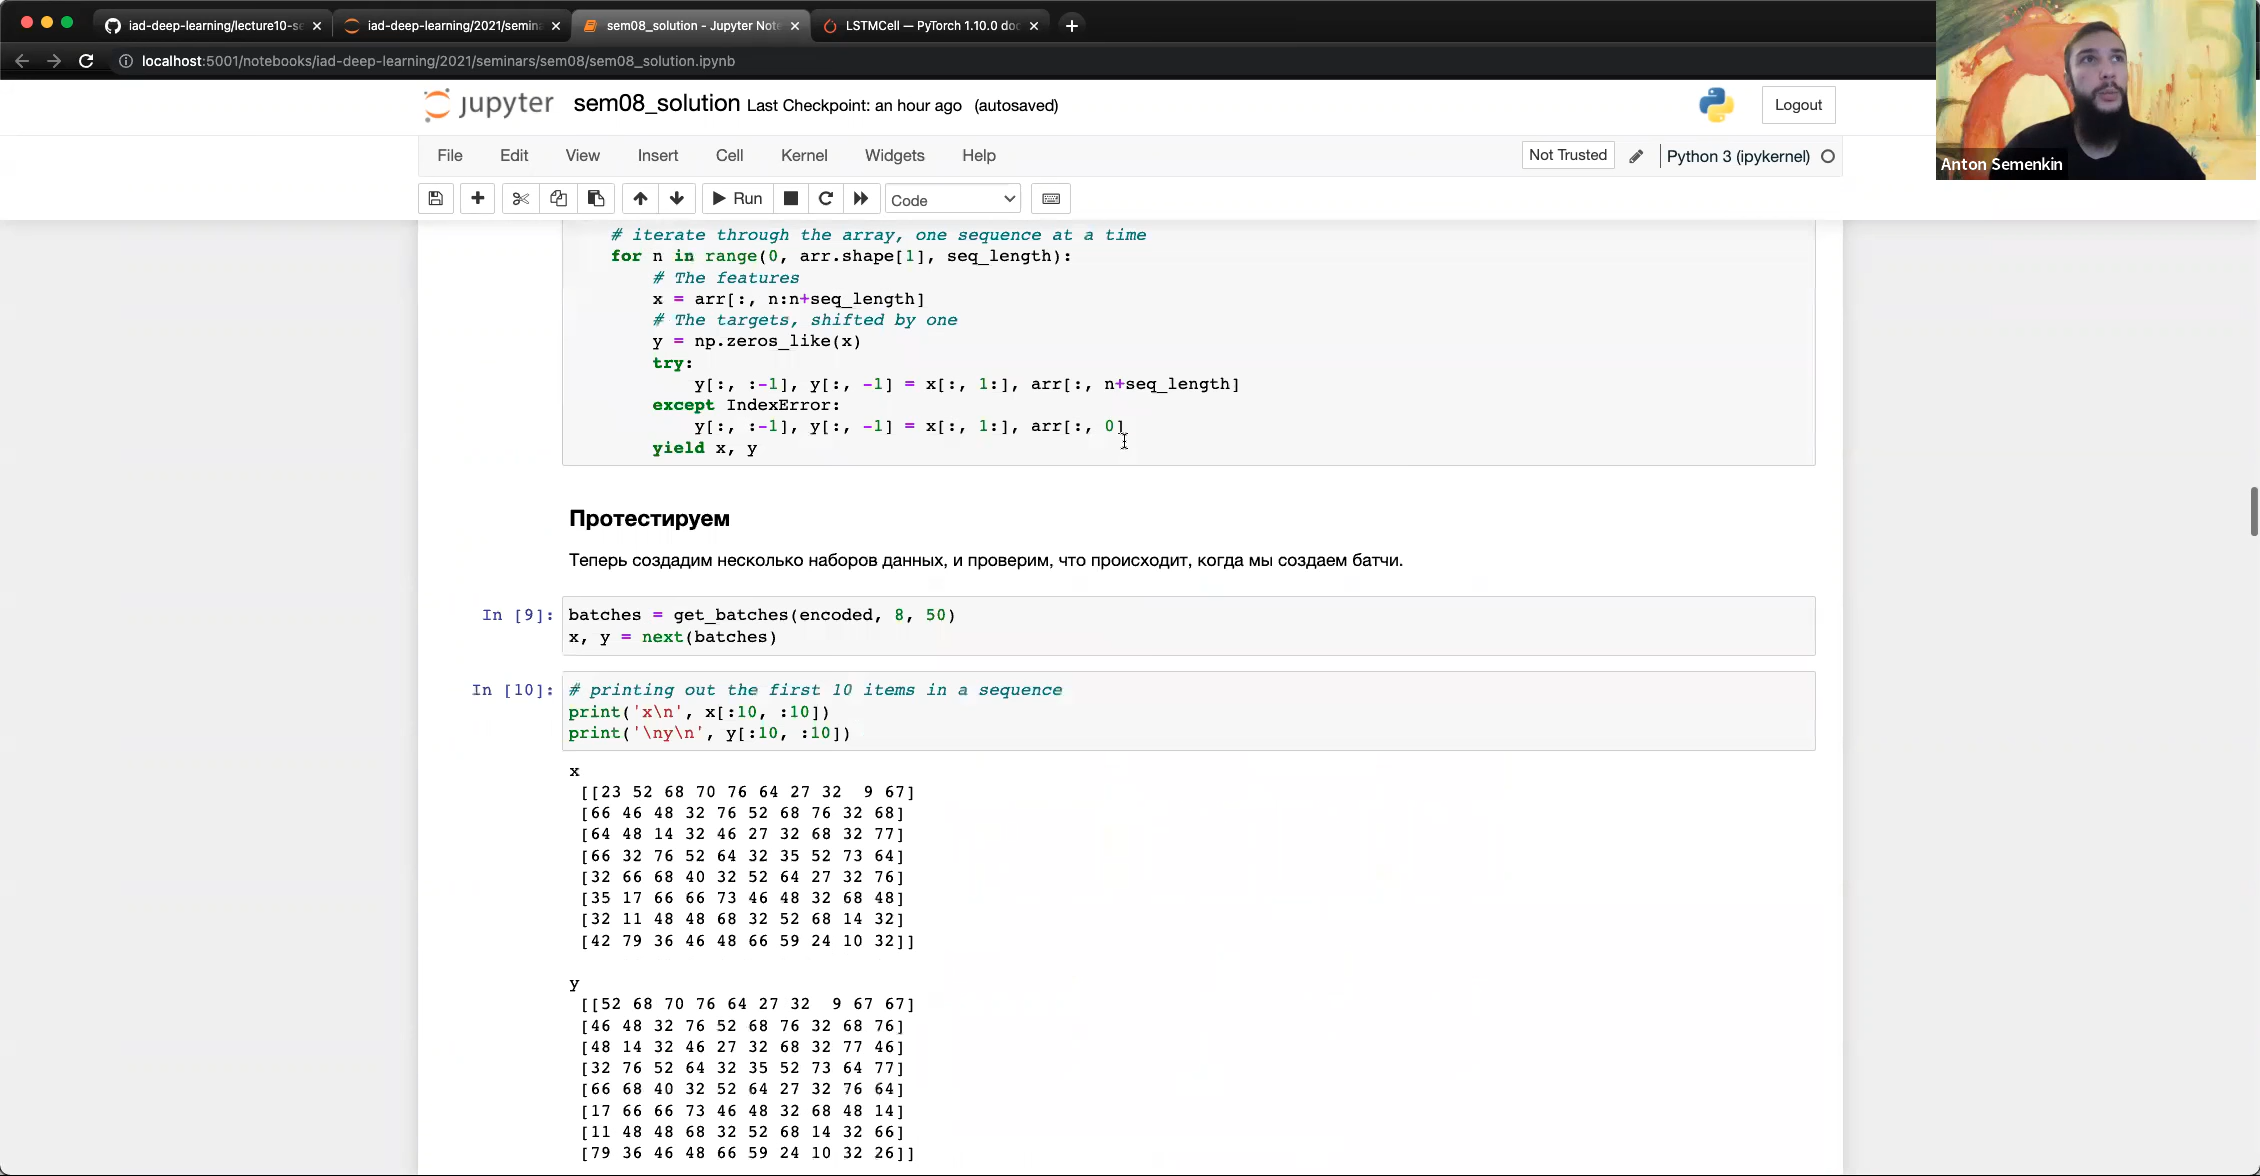 iad-deep-learning/lecture10-se
iad-deep-learning/2021/semina
sem08_solution - Jupyter Note
LSTMCell — PyTorch 1.10.0 doc
localhost:5001/notebooks/iad-deep-learning/2021/seminars/sem08/sem08_solution.ipynb
jupyter sem08_solution Last Checkpoint: an hour ago (autosaved)
Logout
File Edit View Insert Cell Kernel Widgets Help
Not Trusted Python 3 (ipykernel)
Anton Semenkin
Run Code
# iterate through the array, one sequence at a time
for n in range(0, arr.shape[1], seq_length):
# The features
x = arr[:, n:n+seq_length]
# The targets, shifted by one
y = np.zeros_like(x)
try:
y[:, :-1], y[:, -1] = x[:, 1:], arr[:, n+seq_length]
except IndexError:
y[:, :-1], y[:, -1] = x[:, 1:], arr[:, 0]
yield x, y
Протестируем
Теперь создадим несколько наборов данных, и проверим, что происходит, когда мы создаем батчи.
In [9]: batches = get_batches(encoded, 8, 50)
x, y = next(batches)
In [10]: # printing out the first 10 items in a sequence
print('x\n', x[:10, :10])
print('\ny\n', y[:10, :10])
x
[[23 52 68 70 76 64 27 32  9 67]
[66 46 48 32 76 52 68 76 32 68]
[64 48 14 32 46 27 32 68 32 77]
[66 32 76 52 64 32 35 52 73 64]
[32 66 68 40 32 52 64 27 32 76]
[35 17 66 66 73 46 48 32 68 48]
[32 11 48 48 68 32 52 68 14 32]
[42 79 36 46 48 66 59 24 10 32]]
y
[[52 68 70 76 64 27 32  9 67 67]
[46 48 32 76 52 68 76 32 68 76]
[48 14 32 46 27 32 68 32 77 46]
[32 76 52 64 32 35 52 73 64 77]
[66 68 40 32 52 64 27 32 76 64]
[17 66 66 73 46 48 32 68 48 14]
[11 48 48 68 32 52 68 14 32 66]
[79 36 46 48 66 59 24 10 32 26]]